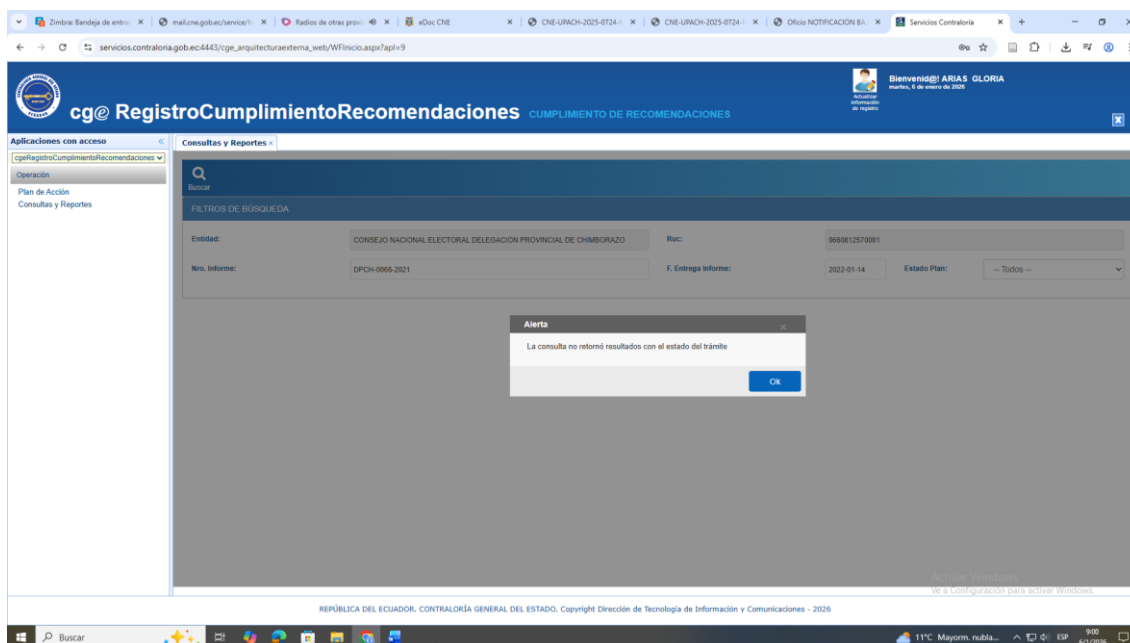 Zimbra: Bandeja de entra
mail.cne.gob.ec/service/h
Radios de otras provi
eDoc CNE
CNE-UPACH-2025-0724-
CNE-UPACH-2025-0724-
Oficio NOTIFICACION BA
Servicios Contraloría
servicios.contraloria.gob.ec:4443/cge_arquitecturaexterna_web/WFInicio.aspx?apl=9
cg@ RegistroCumplimientoRecomendaciones CUMPLIMIENTO DE RECOMENDACIONES
Actualizar
información
de registro
Bienvenid@! ARIAS GLORIA
martes, 6 de enero de 2026
Aplicaciones con acceso
cgeRegistroCumplimientoRecomendaciones
Operación
Plan de Acción
Consultas y Reportes
Consultas y Reportes
Buscar
FILTROS DE BÚSQUEDA
Entidad: CONSEJO NACIONAL ELECTORAL DELEGACIÓN PROVINCIAL DE CHIMBORAZO Ruc: 0660812570001
Nro. Informe: DPCH-0066-2021 F. Entrega Informe: 2022-01-14 Estado Plan: -- Todos --
Alerta
La consulta no retornó resultados con el estado del trámite
Ok
Activar Windows
Ve a Configuración para activar Windows.
REPÚBLICA DEL ECUADOR. CONTRALORÍA GENERAL DEL ESTADO. Copyright Dirección de Tecnología de Información y Comunicaciones - 2026
Buscar
11°C Mayorm. nubla...
ESP
9:00
6/1/2026